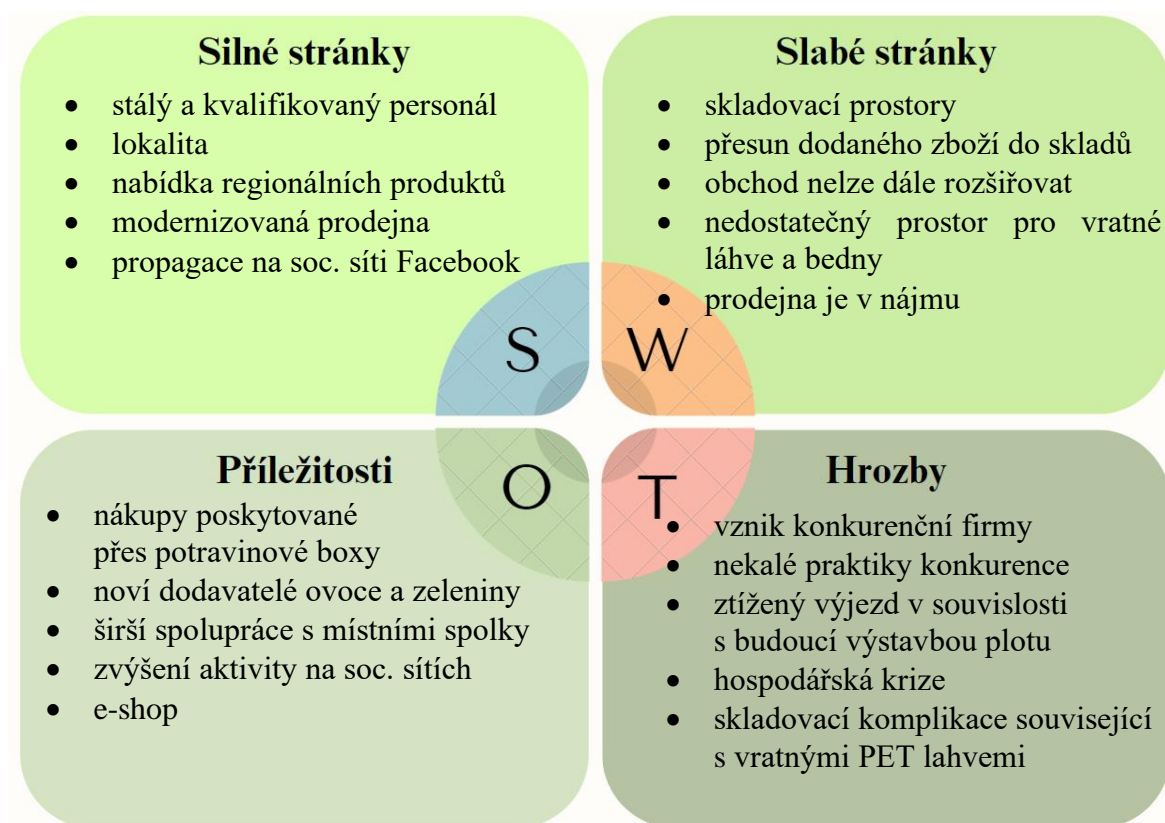 Silné stránky
• stálý a kvalifikovaný personál
• lokalita
• nabídka regionálních produktů
• modernizovaná prodejna
• propagace na soc. síti Facebook
S
Slabé stránky
• skladovací prostory
• přesun dodaného zboží do skladů
• obchod nelze dále rozšiřovat
• nedostatečný prostor pro vratné
láhve a bedny
• prodejna je v nájmu
W
Příležitosti
• nákupy poskytované
přes potravinové boxy
• noví dodavatelé ovoce a zeleniny
• širší spolupráce s místními spolky
• zvýšení aktivity na soc. sítích
• e-shop
O
Hrozby
• vznik konkurenční firmy
• nekalé praktiky konkurence
• ztížený výjezd v souvislosti
s budoucí výstavbou plotu
• hospodářská krize
• skladovací komplikace související
s vratnými PET lahvemi
T